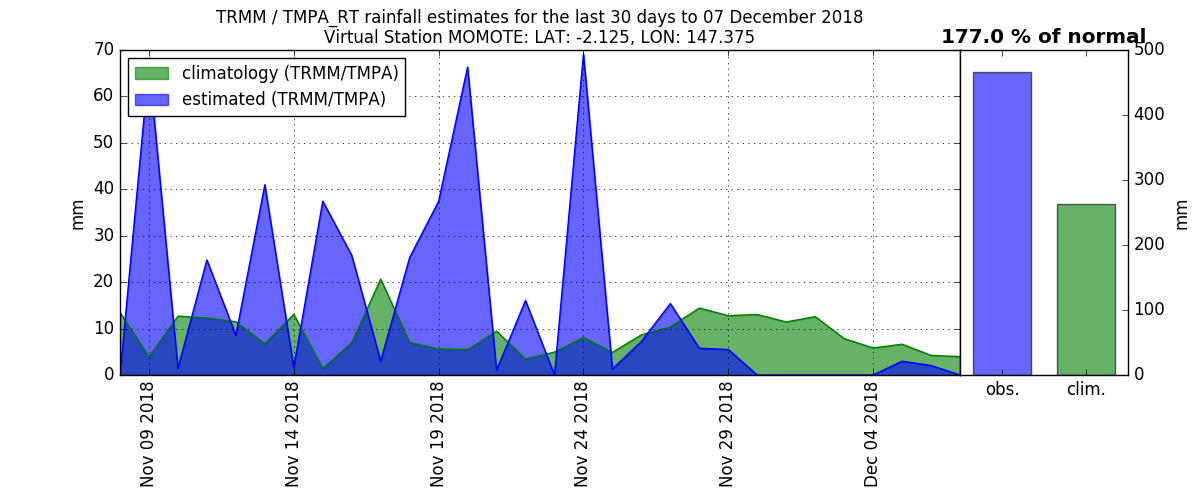 TRMM / TMPA_RT rainfall estimates for the last 30 days to 07 December 2018
Virtual Station MOMOTE: LAT: -2.125, LON: 147.375
177.0 % of normal
climatology (TRMM/TMPA)
estimated (TRMM/TMPA)
70
60
50
40
30
20
10
0
mm
Nov 09 2018
Nov 14 2018
Nov 19 2018
Nov 24 2018
Nov 29 2018
Dec 04 2018
500
400
300
200
100
0
mm
obs.
clim.